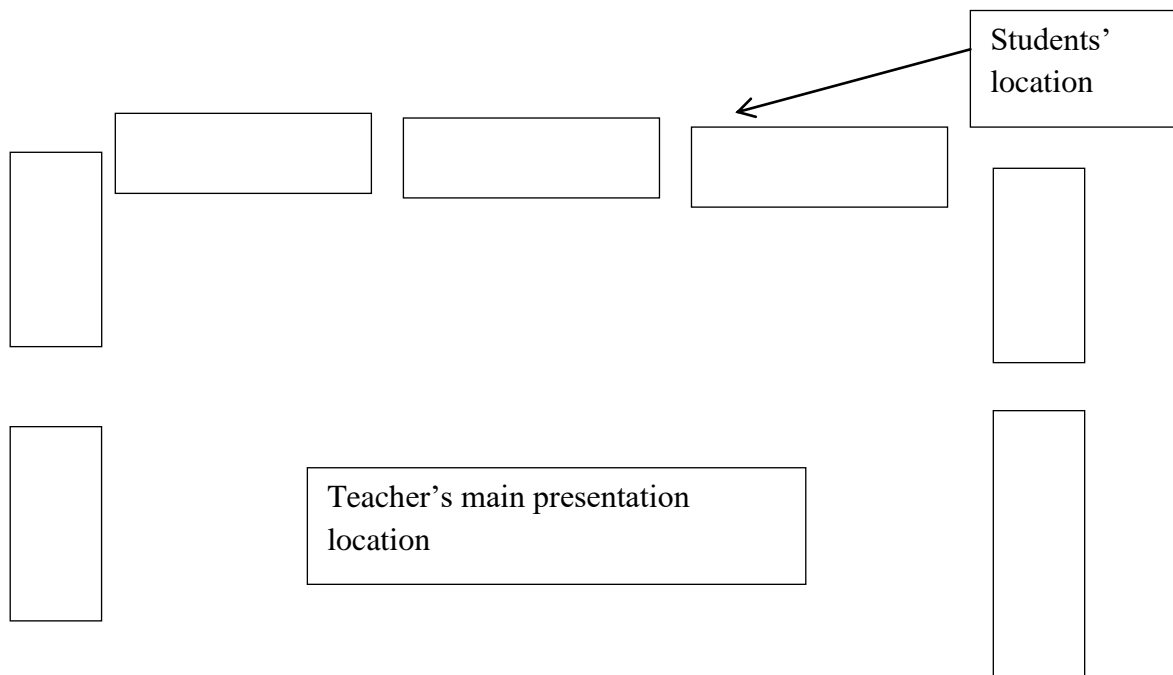 Students’
location
Teacher’s main presentation
location